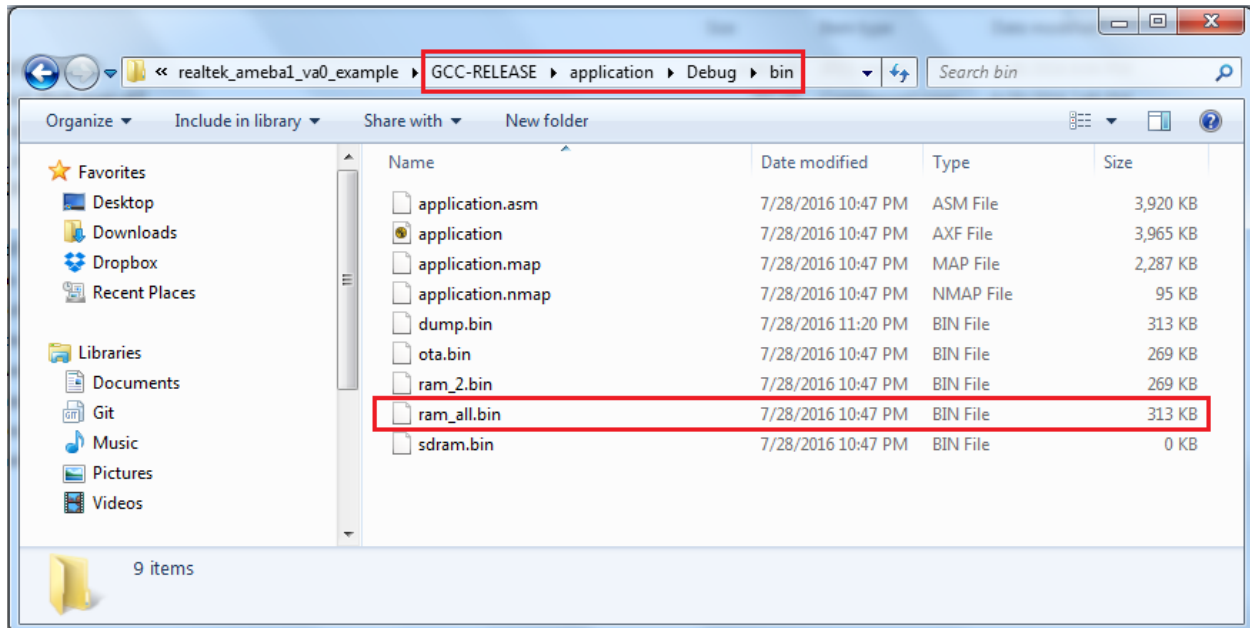 « realtek_ameba1_va0_example ▸ GCC-RELEASE ▸ application ▸ Debug ▸ bin Search bin
Organize Include in library Share with New folder
Name Date modified Type Size
Favorites
Desktop
Downloads
Dropbox
Recent Places
Libraries
Documents
Git
Music
Pictures
Videos
application.asm 7/28/2016 10:47 PM ASM File 3,920 KB
application 7/28/2016 10:47 PM AXF File 3,965 KB
application.map 7/28/2016 10:47 PM MAP File 2,287 KB
application.nmap 7/28/2016 10:47 PM NMAP File 95 KB
dump.bin 7/28/2016 11:20 PM BIN File 313 KB
ota.bin 7/28/2016 10:47 PM BIN File 269 KB
ram_2.bin 7/28/2016 10:47 PM BIN File 269 KB
ram_all.bin 7/28/2016 10:47 PM BIN File 313 KB
sdram.bin 7/28/2016 10:47 PM BIN File 0 KB
9 items